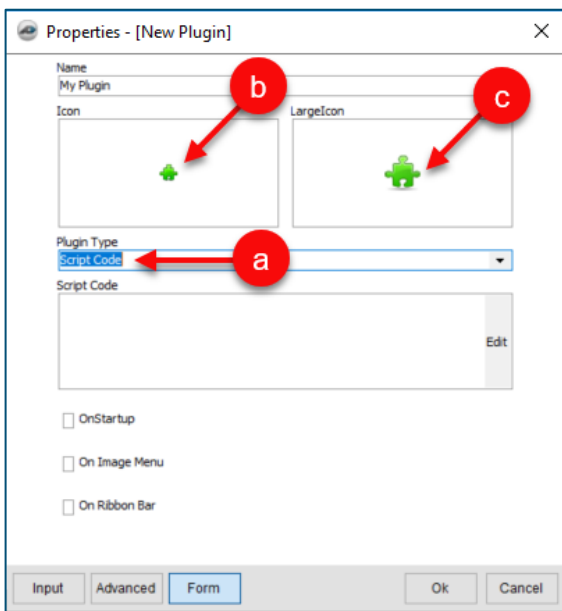 Properties - [New Plugin]
Name
My Plugin
b
c
Icon
LargeIcon
Plugin Type
Script Code
a
Script Code
Edit
OnStartup
On Image Menu
On Ribbon Bar
Input
Advanced
Form
Ok
Cancel